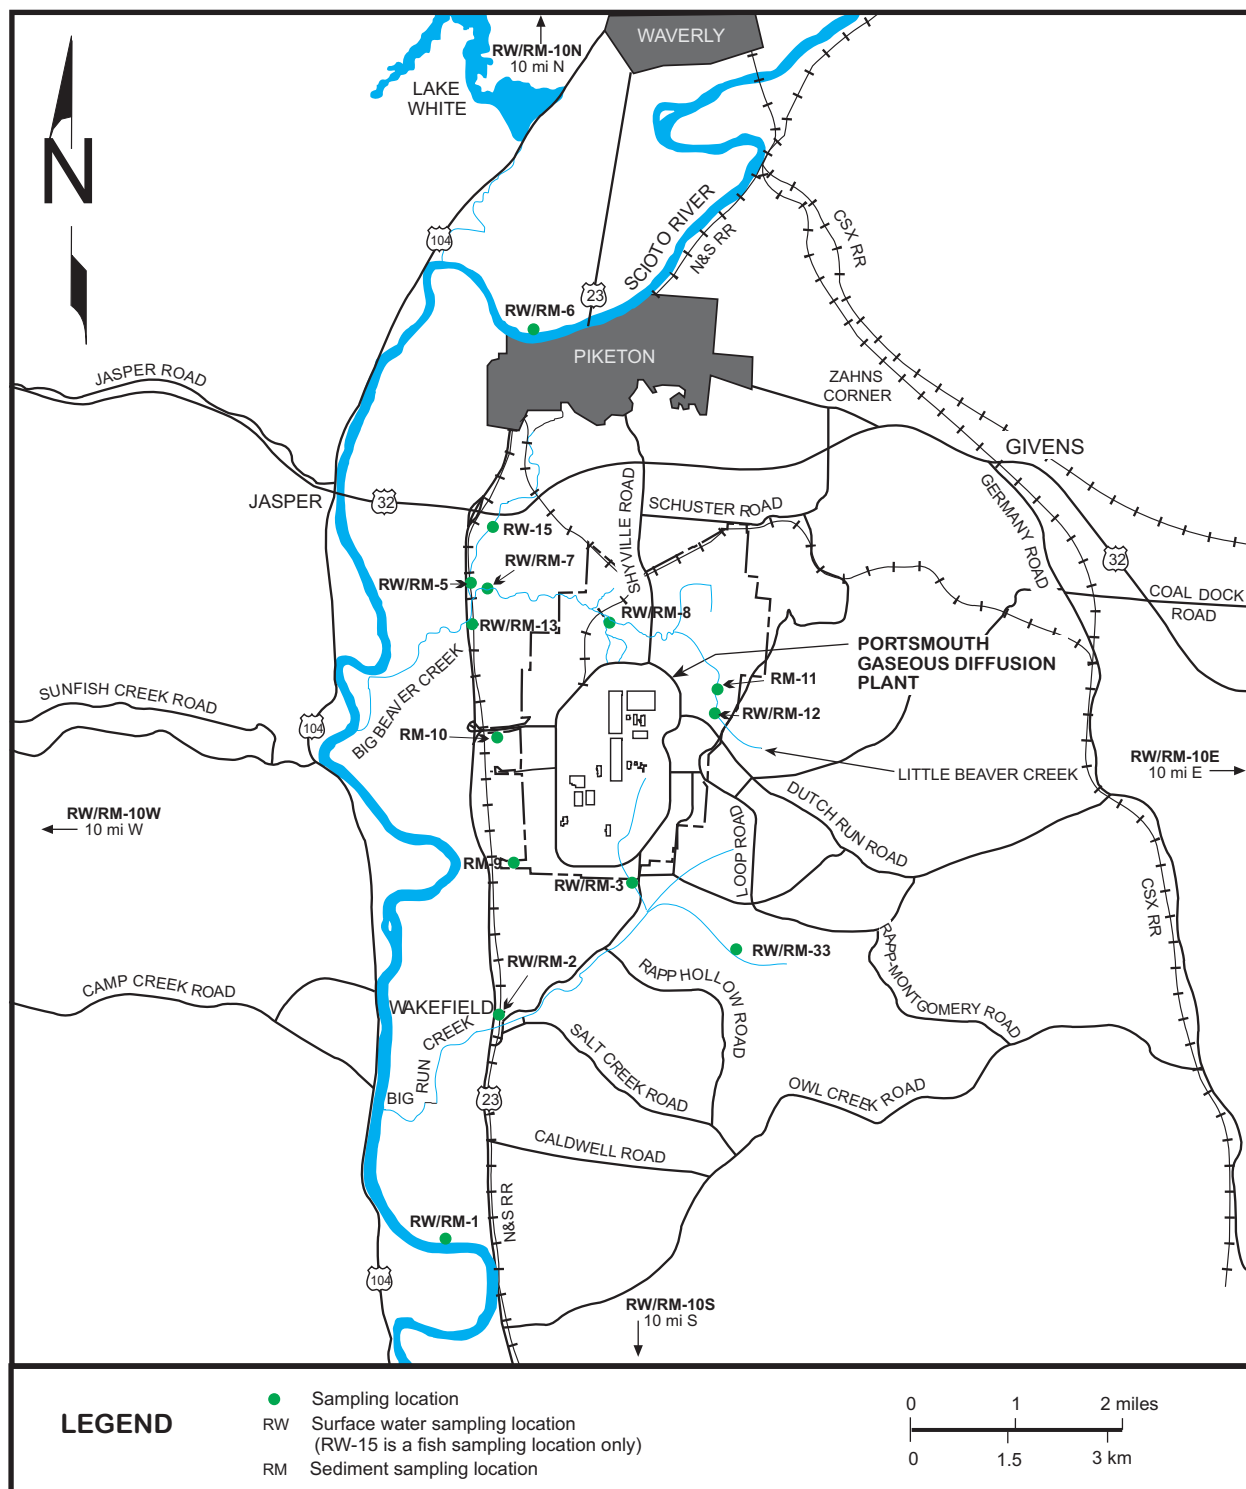 WAVERLY
RW/RM-10N
10 mi N
LAKE
WHITE
N
104
SCIOTO RIVER
N&S RR
CSX RR
23
RW/RM-6
PIKETON
JASPER ROAD
ZAHNS
CORNER
GIVENS
JASPER
32
SHYVILLE ROAD
SCHUSTER ROAD
GERMANY ROAD
RW-15
RW/RM-7
32
RW/RM-5
COAL DOCK
ROAD
RW/RM-8
RW/RM-13
PORTSMOUTH
GASEOUS DIFFUSION
PLANT
BIG BEAVER CREEK
RM-11
SUNFISH CREEK ROAD
RW/RM-12
104
RM-10
RW/RM-10E
10 mi E
LITTLE BEAVER CREEK
RW/RM-10W
10 mi W
DUTCH RUN ROAD
LOOP ROAD
RM-9
RW/RM-3
CSX RR
RW/RM-33
RAPP-MONTGOMERY ROAD
RW/RM-2
RAPP HOLLOW ROAD
CAMP CREEK ROAD
WAKEFIELD
BIG RUN CREEK
SALT CREEK ROAD
OWL CREEK ROAD
23
CALDWELL ROAD
N&S RR
RW/RM-1
104
RW/RM-10S
10 mi S
LEGEND
Sampling location
RW Surface water sampling location
(RW-15 is a fish sampling location only)
RM Sediment sampling location
0 1 2 miles
0 1.5 3 km